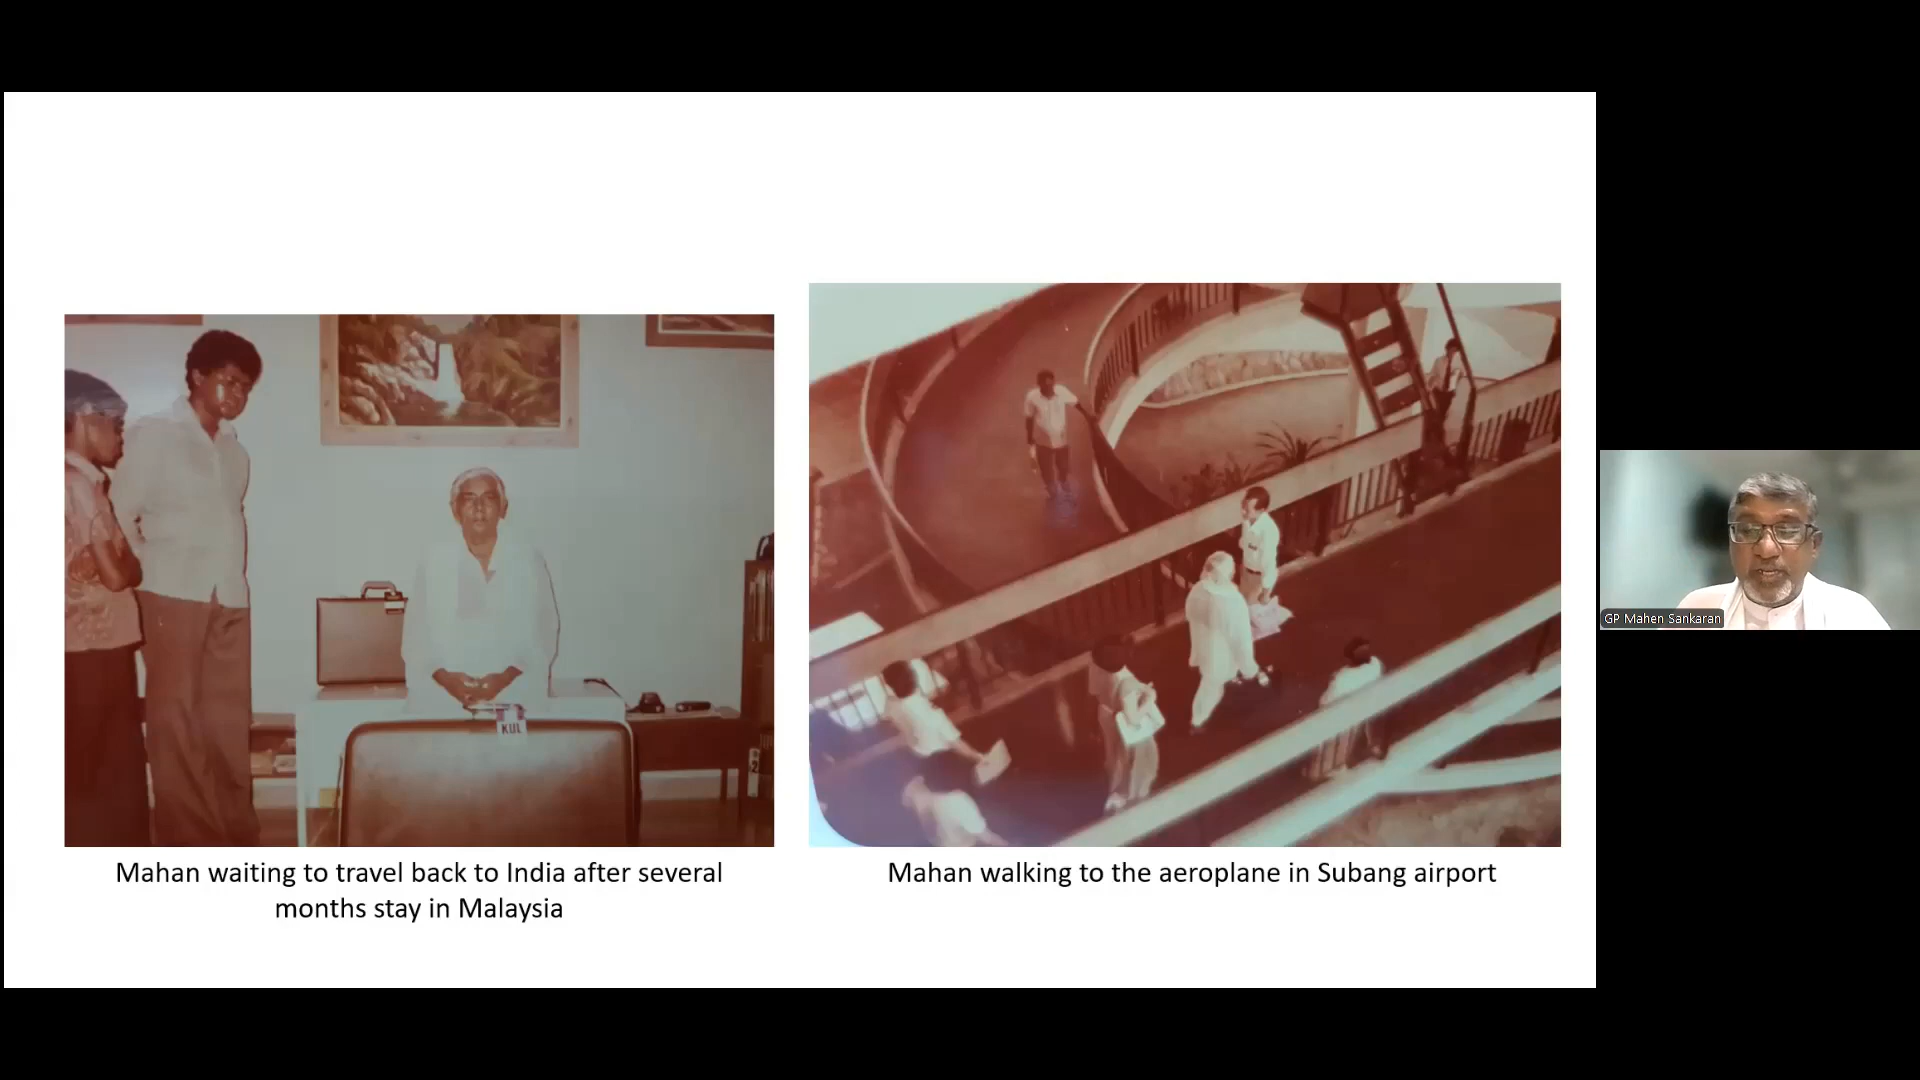 KUL
Mahan waiting to travel back to India after several
months stay in Malaysia
Mahan walking to the aeroplane in Subang airport
GP Mahen Sankaran